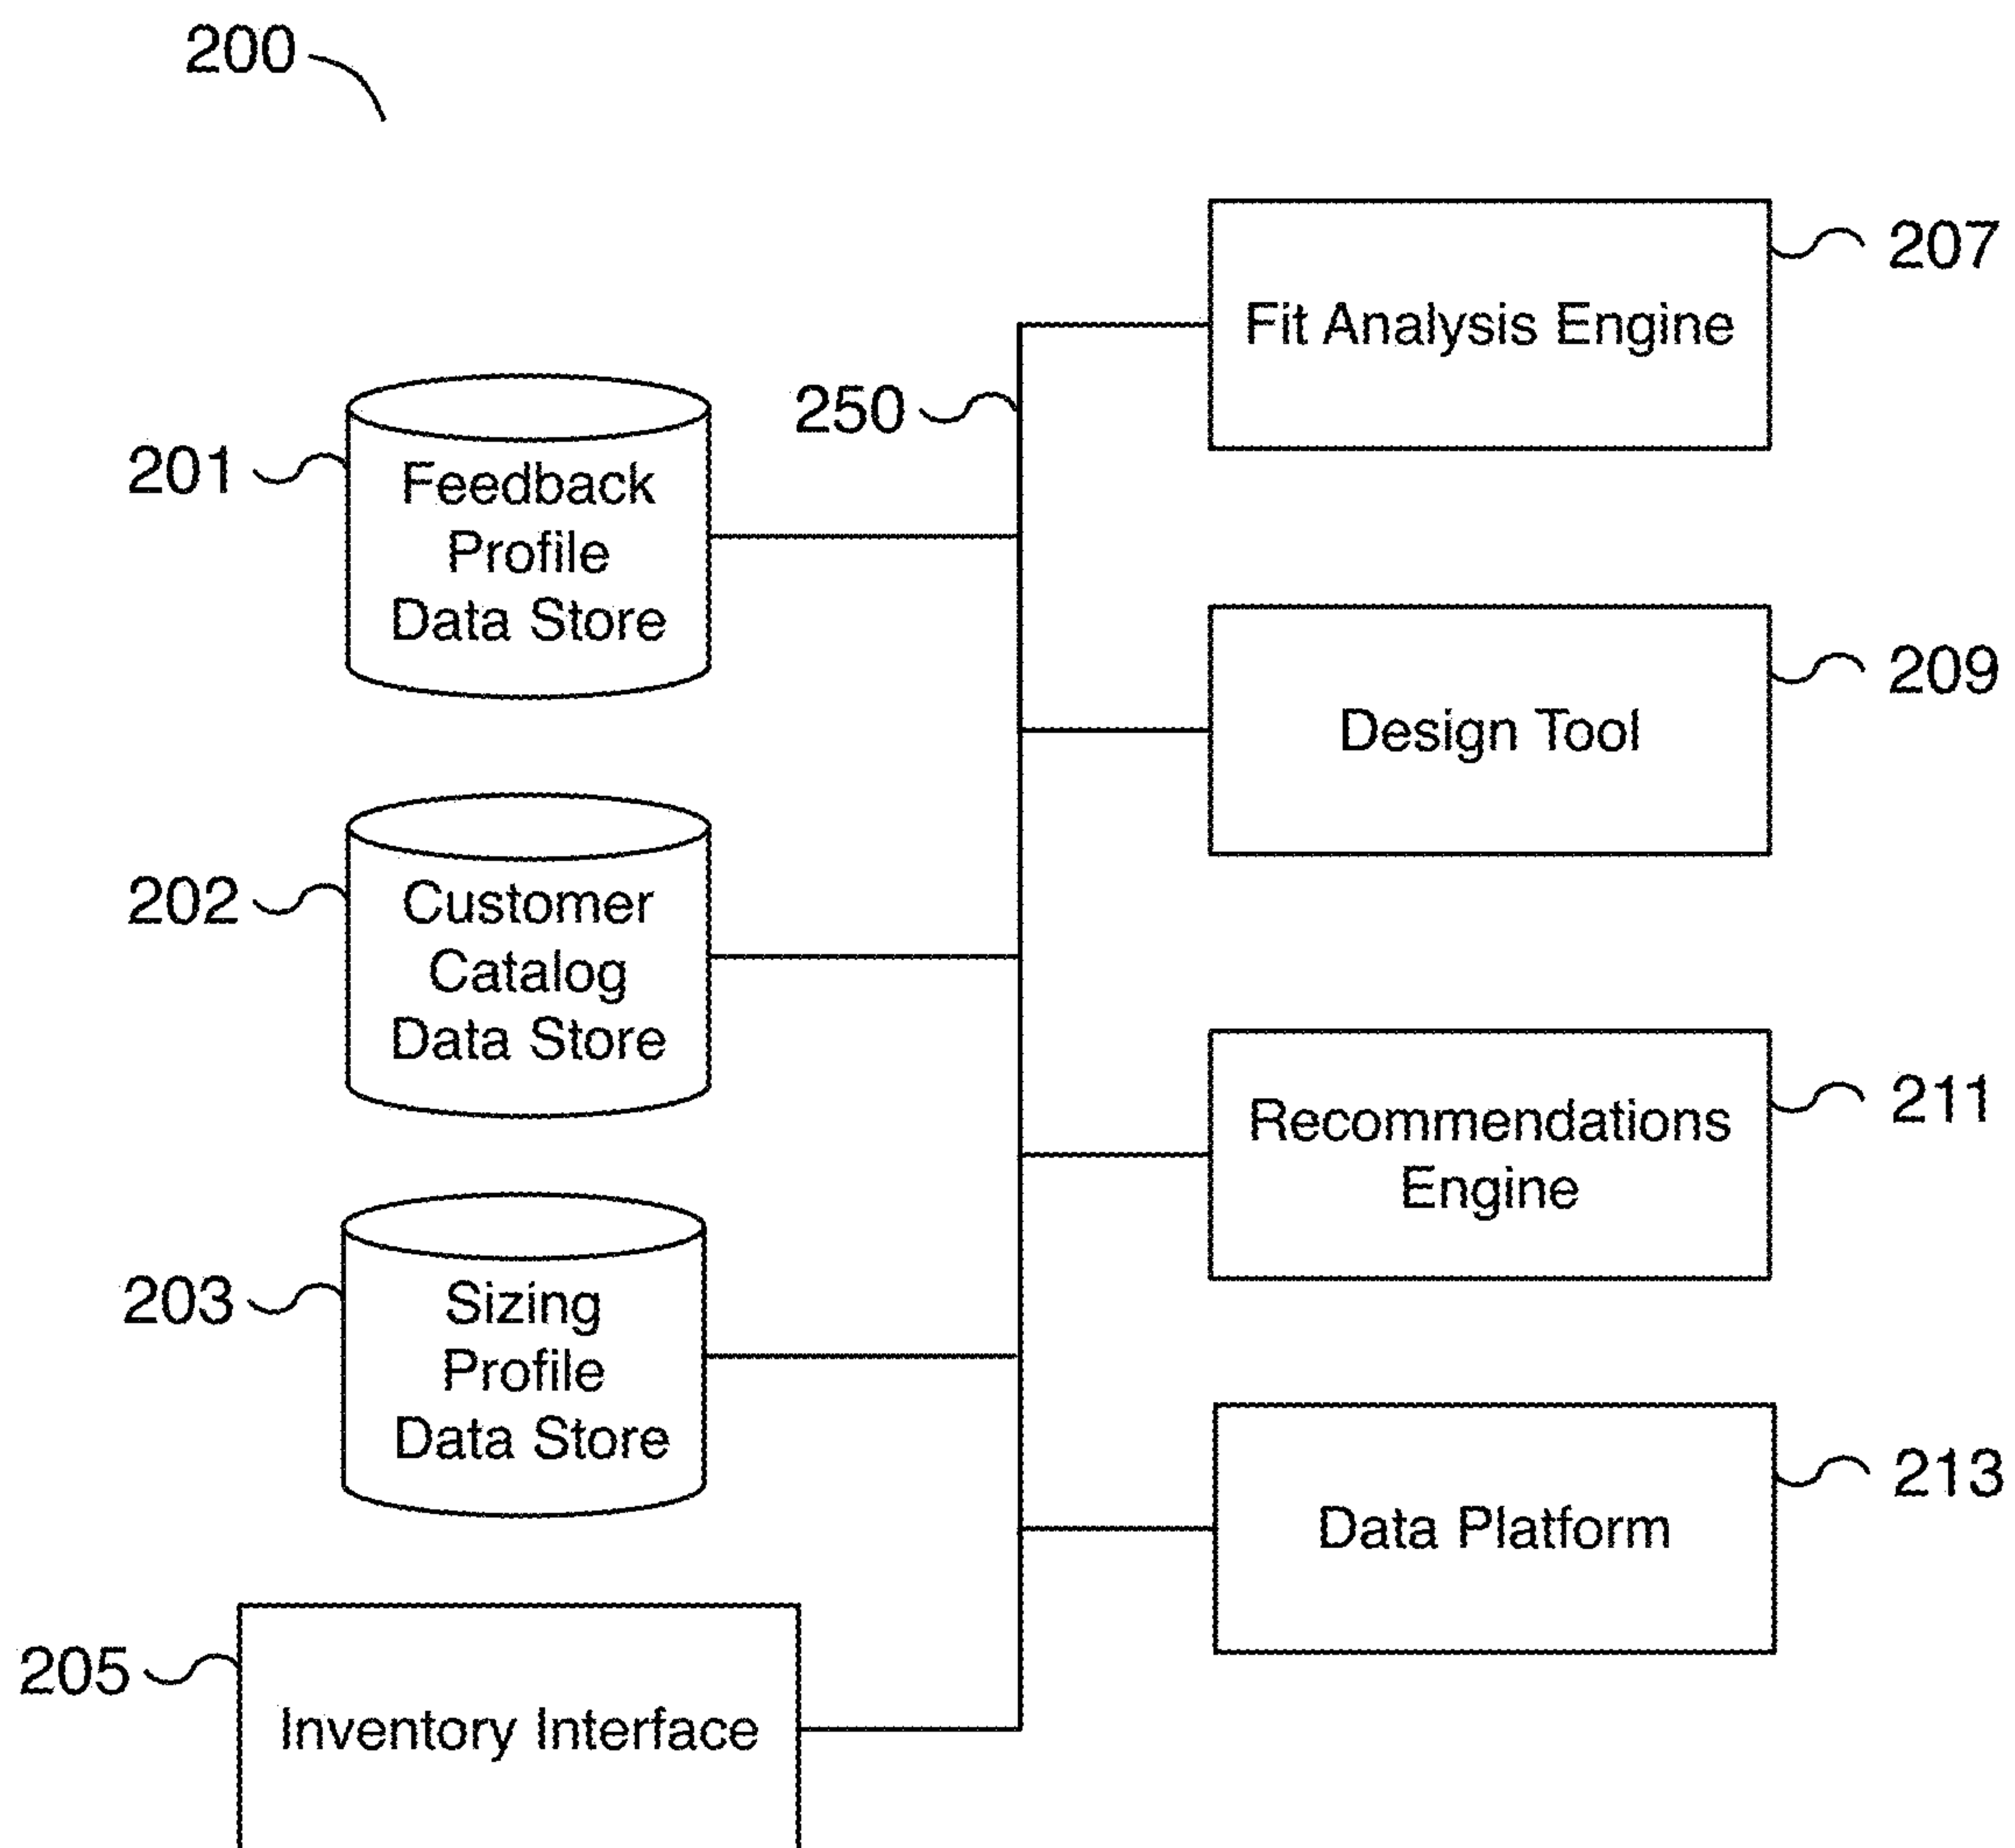 200
207
Fit Analysis Engine
250
201
Feedback
Profile
Data Store
209
Design Tool
202
Customer
Catalog
Data Store
211
Recommendations
Engine
203
Sizing
Profile
Data Store
213
Data Platform
205
Inventory Interface